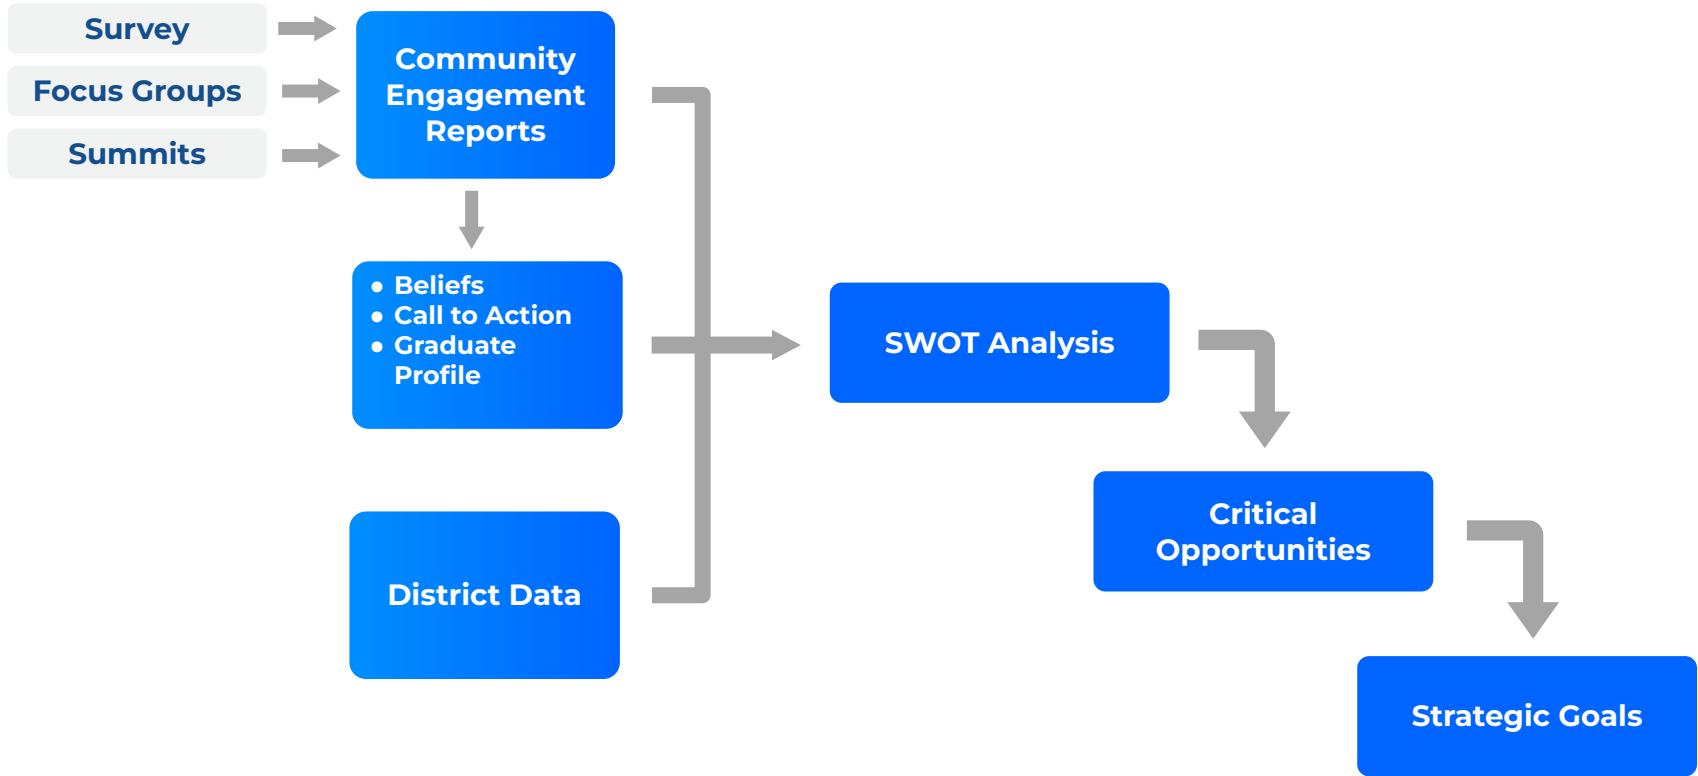 Survey
Focus Groups
Summits
Community
Engagement
Reports
● Beliefs
● Call to Action
● Graduate
Profile
District Data
SWOT Analysis
Critical
Opportunities
Strategic Goals